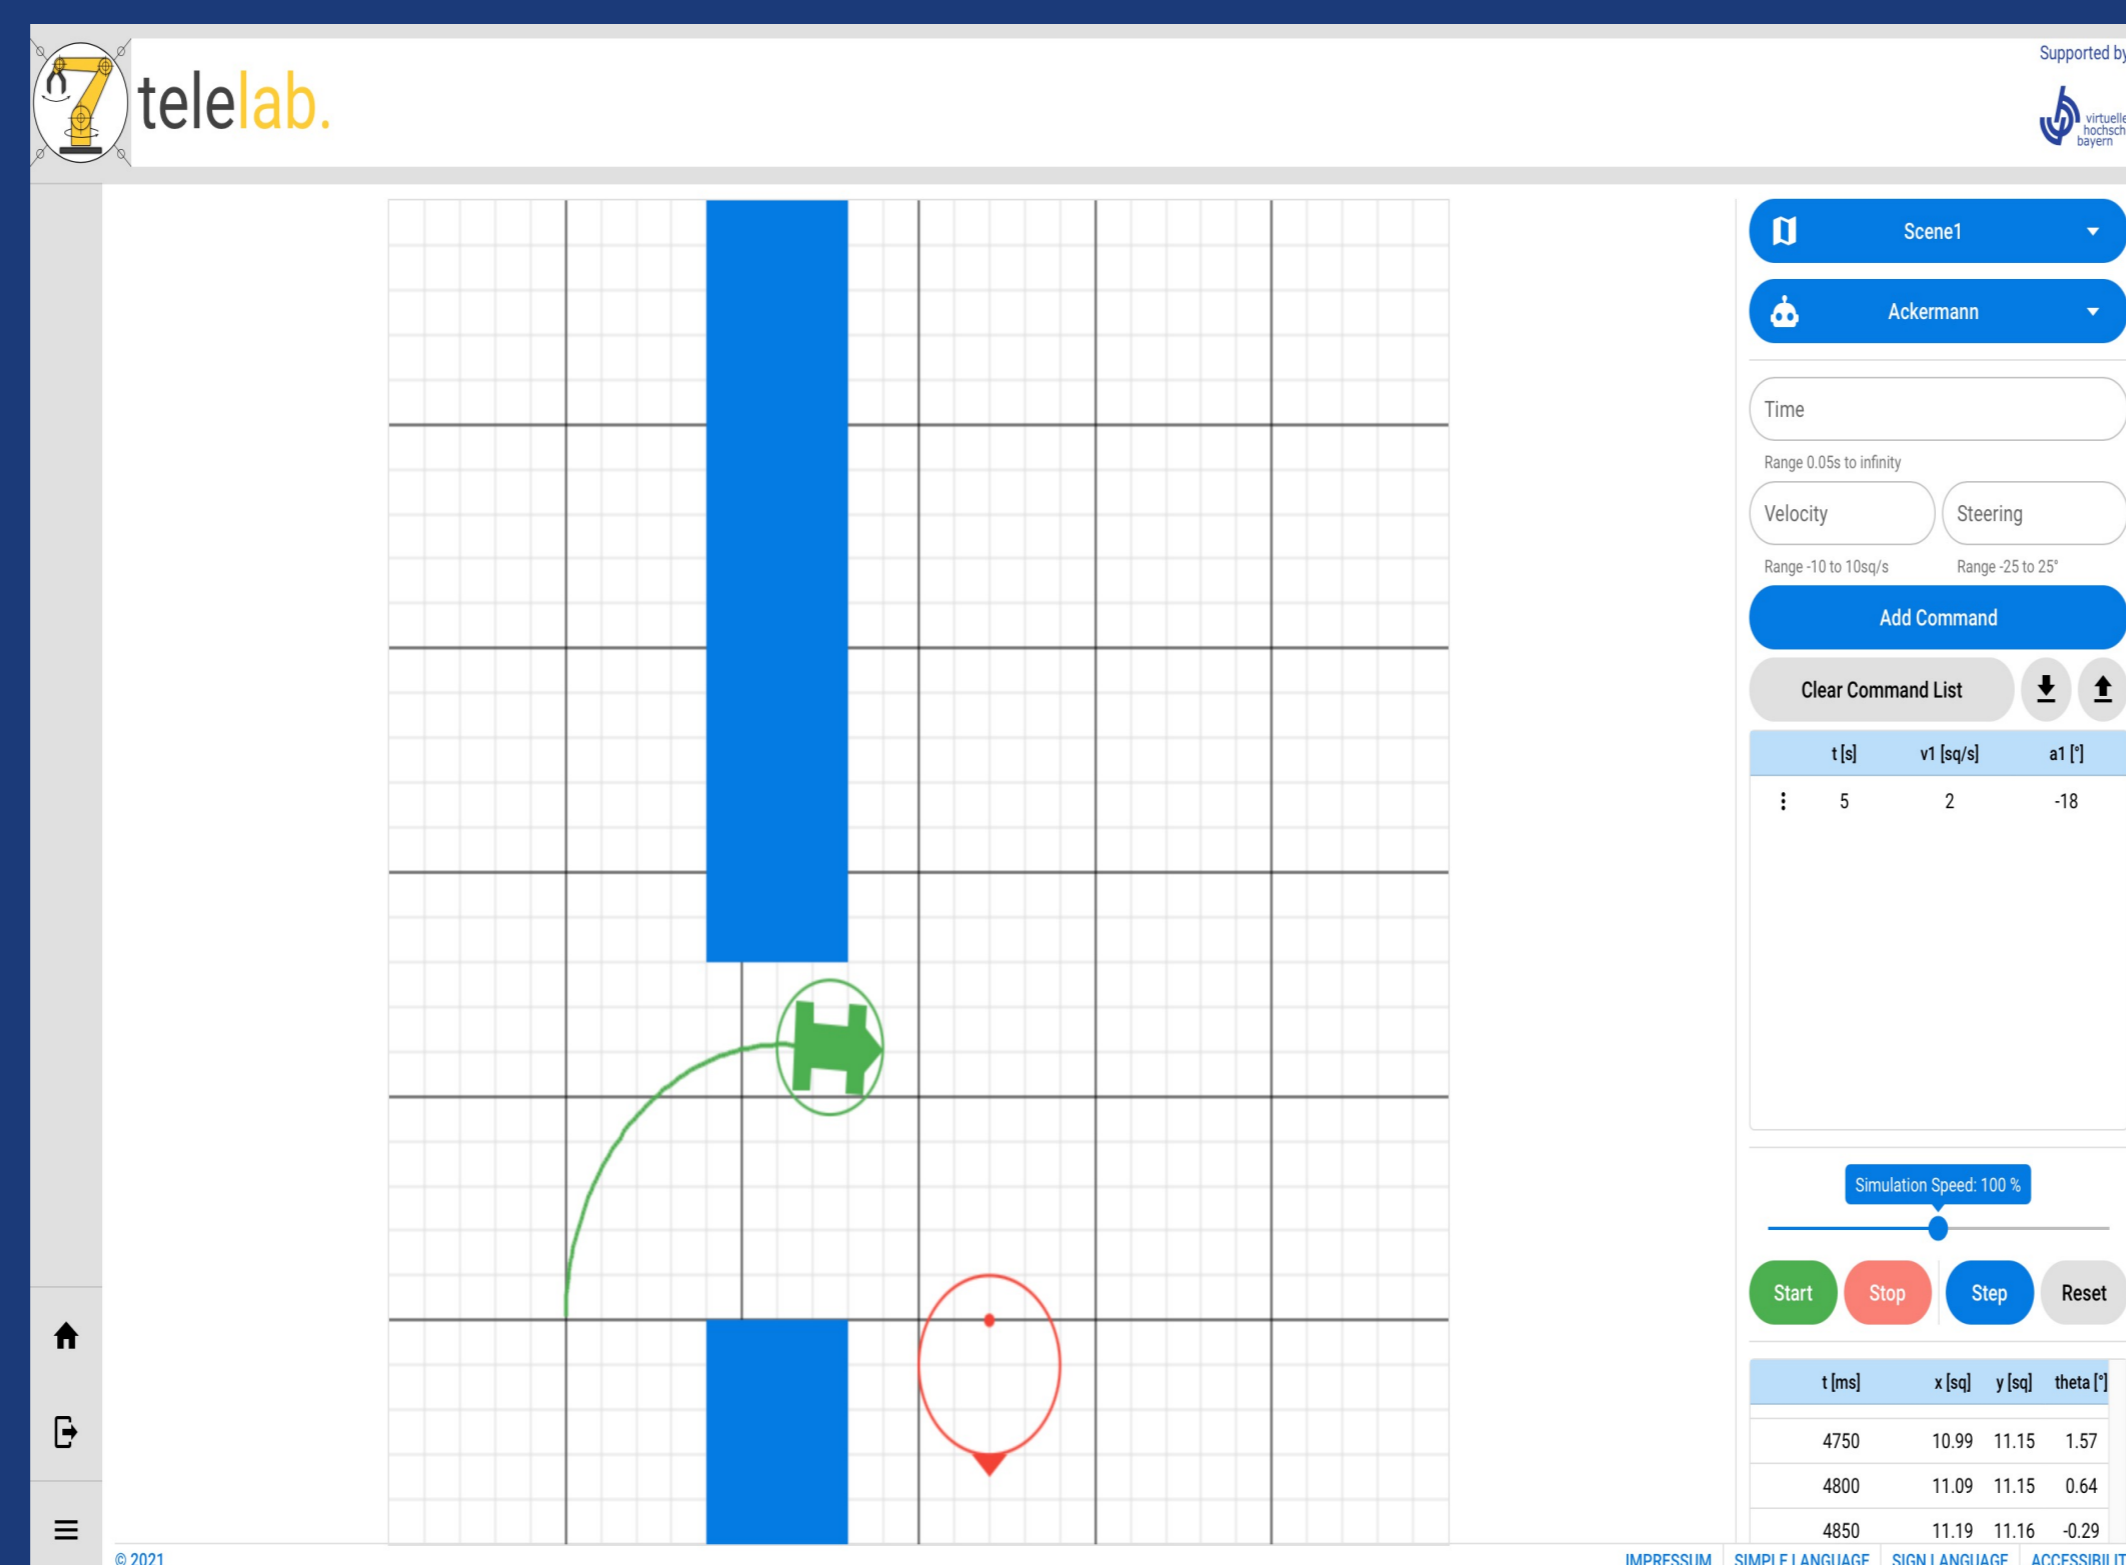 telelab.
Supported by
virtuelle
hochsch
bayern
Scene1
Ackermann
Time
Range 0.05s to infinity
Velocity Steering
Range -10 to 10sq/s Range -25 to 25°
Add Command
Clear Command List
t [s] v1 [sq/s] a1 [°]
5 2 -18
Simulation Speed: 100 %
Start Stop Step Reset
t [ms] x [sq] y [sq] theta [°]
4750 10.99 11.15 1.57
4800 11.09 11.15 0.64
4850 11.19 11.16 -0.29
© 2021 IMPRESSUM SIMPLE LANGUAGE SIGN LANGUAGE ACCESSIBILIT